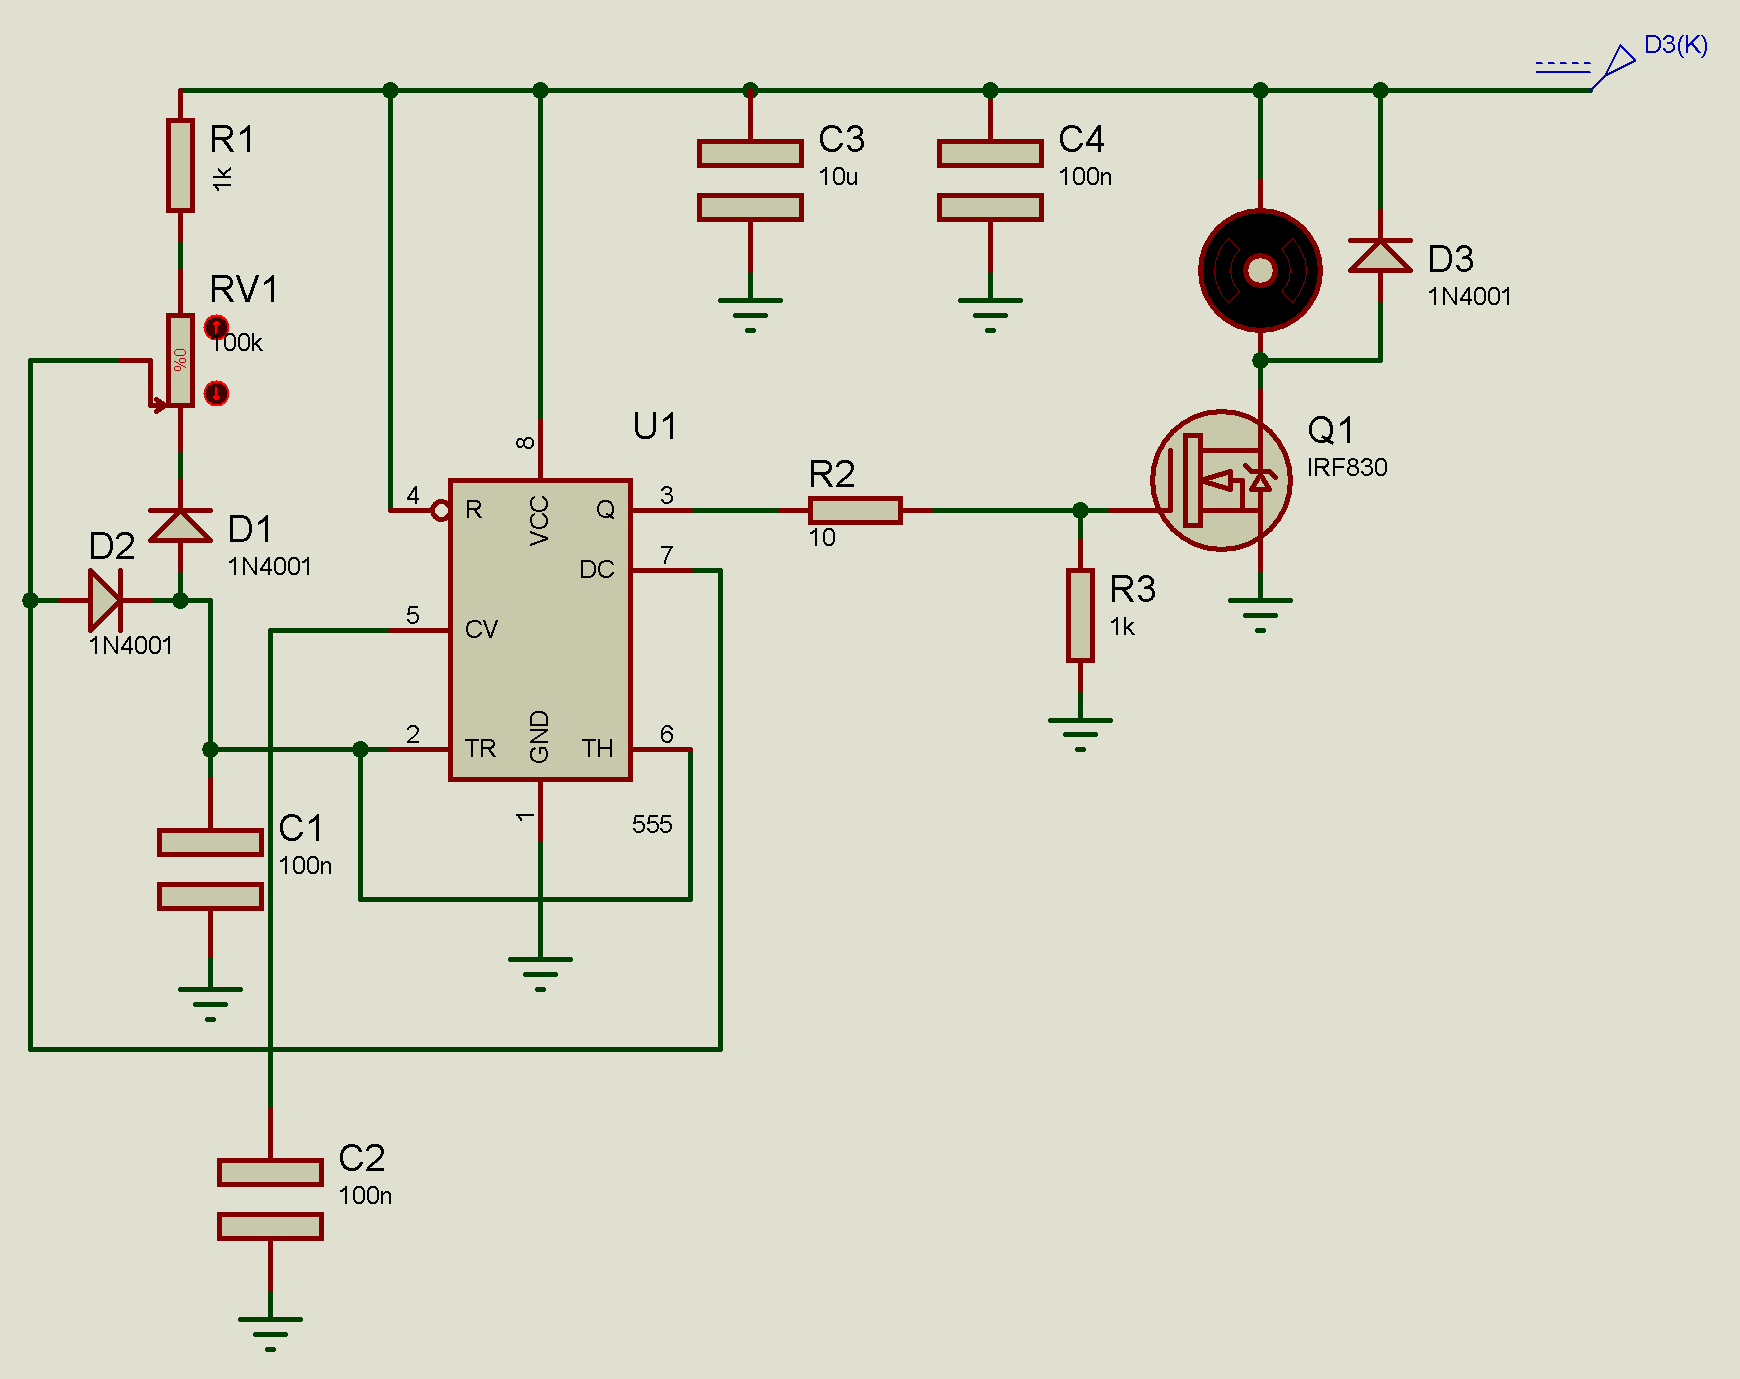 D3(K)
R1
1k
C3
10u
C4
100n
RV1
100k
0%
D3
1N4001
U1
8
Q1
IRF830
R2
10
4
R
VCC
Q
3
D2
1N4001
D1
1N4001
DC
7
R3
1k
5
CV
2
TR
GND
TH
6
1
555
C1
100n
C2
100n